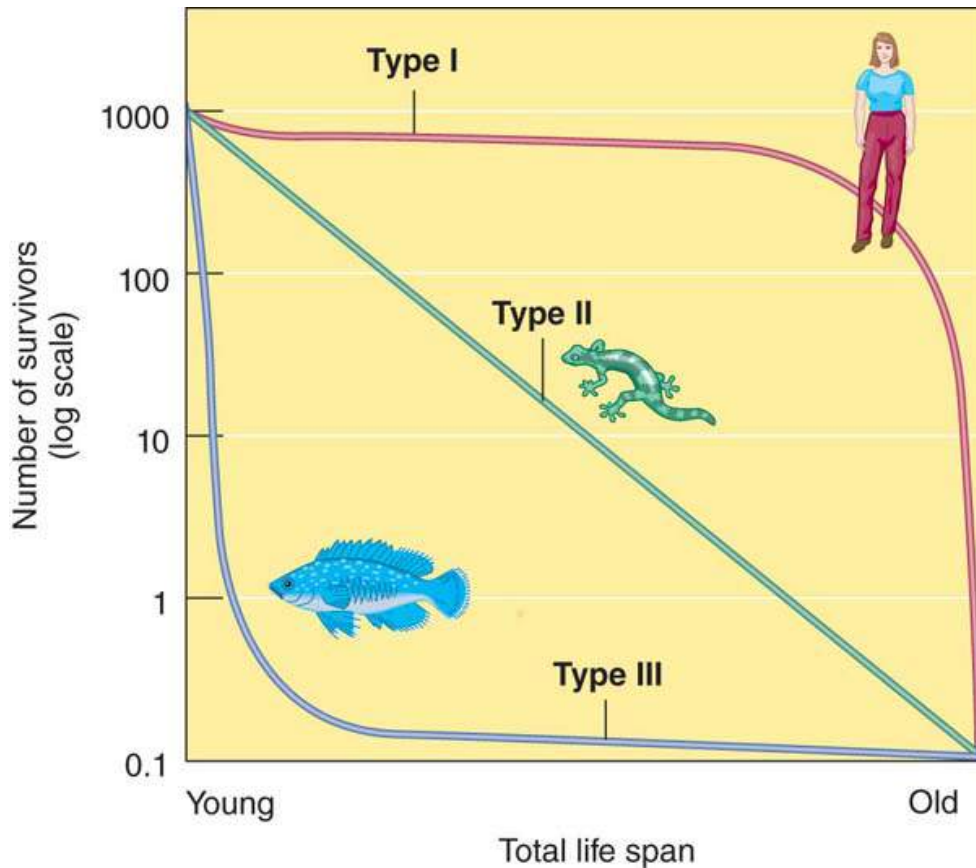 Type I
1000
100
Type II
10
1
Type III
0.1
Number of survivors
(log scale)
Young
Old
Total life span